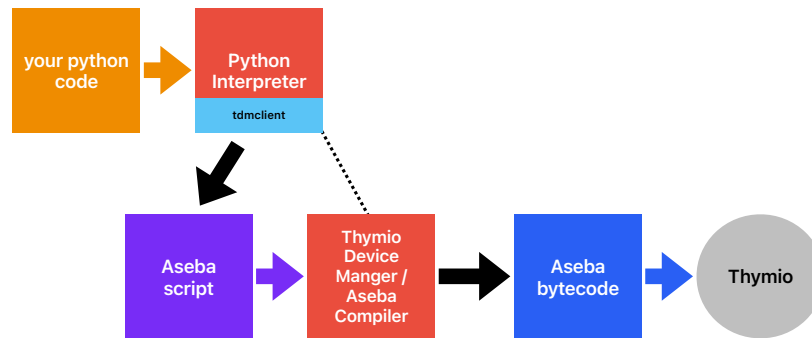 your python
code
Python
Interpreter
tdmclient
Aseba
script
Thymio
Device
Manger /
Aseba
Compiler
Aseba
bytecode
Thymio